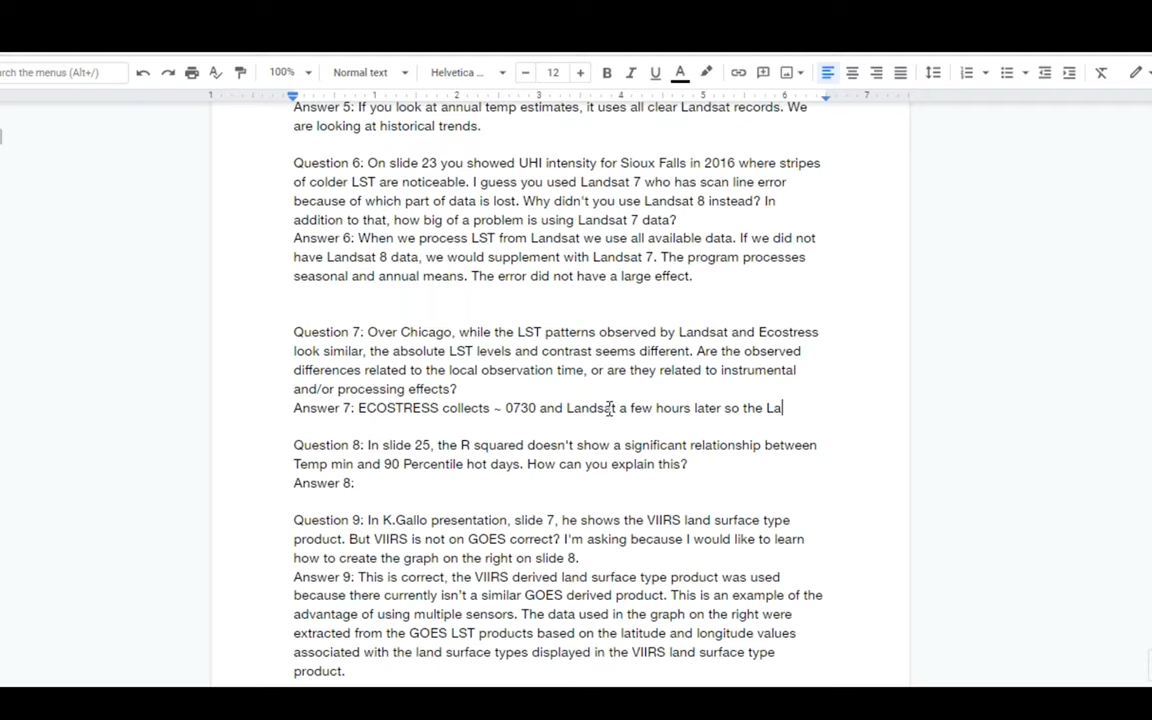 rch the menus (Alt+/)
100%
Normal text
Helvetica ...
12
B I U A
1 1 2 3 4 5 6 7
Answer 5: If you look at annual temp estimates, it uses all clear Landsat records. We
are looking at historical trends.
Question 6: On slide 23 you showed UHI intensity for Sioux Falls in 2016 where stripes
of colder LST are noticeable. I guess you used Landsat 7 who has scan line error
because of which part of data is lost. Why didn't you use Landsat 8 instead? In
addition to that, how big of a problem is using Landsat 7 data?
Answer 6: When we process LST from Landsat we use all available data. If we did not
have Landsat 8 data, we would supplement with Landsat 7. The program processes
seasonal and annual means. The error did not have a large effect.
Question 7: Over Chicago, while the LST patterns observed by Landsat and Ecostress
look similar, the absolute LST levels and contrast seems different. Are the observed
differences related to the local observation time, or are they related to instrumental
and/or processing effects?
Answer 7: ECOSTRESS collects ~ 0730 and Landsat a few hours later so the La
Question 8: In slide 25, the R squared doesn't show a significant relationship between
Temp min and 90 Percentile hot days. How can you explain this?
Answer 8:
Question 9: In K.Gallo presentation, slide 7, he shows the VIIRS land surface type
product. But VIIRS is not on GOES correct? I'm asking because I would like to learn
how to create the graph on the right on slide 8.
Answer 9: This is correct, the VIIRS derived land surface type product was used
because there currently isn't a similar GOES derived product. This is an example of the
advantage of using multiple sensors. The data used in the graph on the right were
extracted from the GOES LST products based on the latitude and longitude values
associated with the land surface types displayed in the VIIRS land surface type
product.